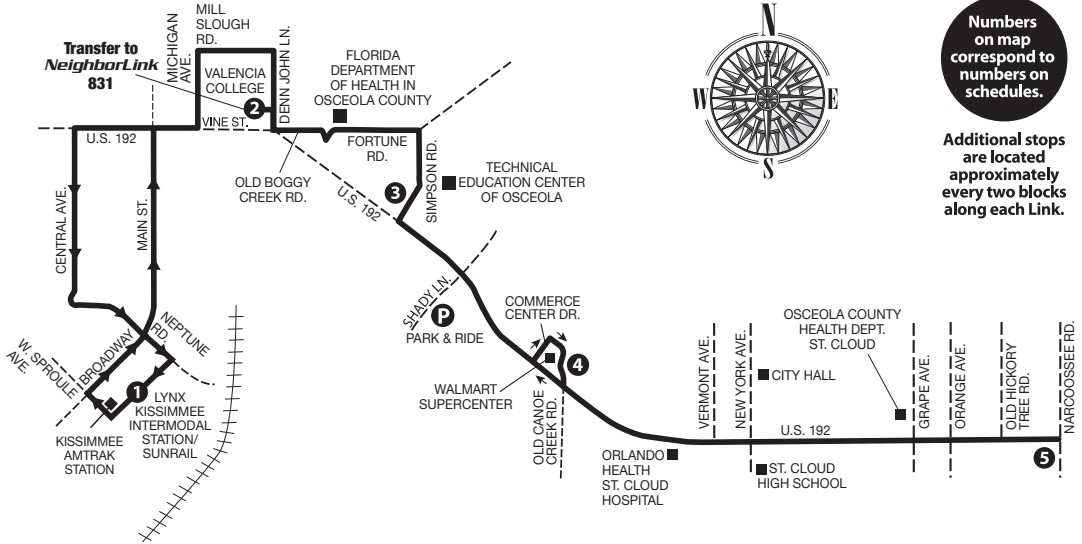 MILL
SLOUGH
RD.
MICHIGAN
AVE.
Transfer to
NeighborLink
831
VALENCIA
COLLEGE
2
DENN JOHN LN.
FLORIDA
DEPARTMENT
OF HEALTH IN
OSCEOLA COUNTY
VINE ST.
U.S. 192
FORTUNE
RD.
OLD BOGGY
CREEK RD.
U.S. 192
3
SIMPSON RD.
TECHNICAL
EDUCATION CENTER
OF OSCEOLA
CENTRAL AVE.
MAIN ST.
SHADY LN.
P
PARK & RIDE
COMMERCE
CENTER DR.
4
WALMART
SUPERCENTER
OLD CANOE
CREEK RD.
W. SPROULE
AVE.
BROADWAY
NEPTUNE
RD.
1
LYNX
KISSIMMEE
INTERMODAL
STATION/
SUNRAIL
KISSIMMEE
AMTRAK
STATION
ORLANDO
HEALTH
ST. CLOUD
HOSPITAL
VERMONT AVE.
NEW YORK AVE.
CITY HALL
ST. CLOUD
HIGH SCHOOL
OSCEOLA COUNTY
HEALTH DEPT.
ST. CLOUD
U.S. 192
GRAPE AVE.
ORANGE AVE.
OLD HICKORY
TREE RD.
NARCOOSSEE RD.
5
N
W
E
S
Numbers
on map
correspond to
numbers on
schedules.
Additional stops
are located
approximately
every two blocks
along each Link.